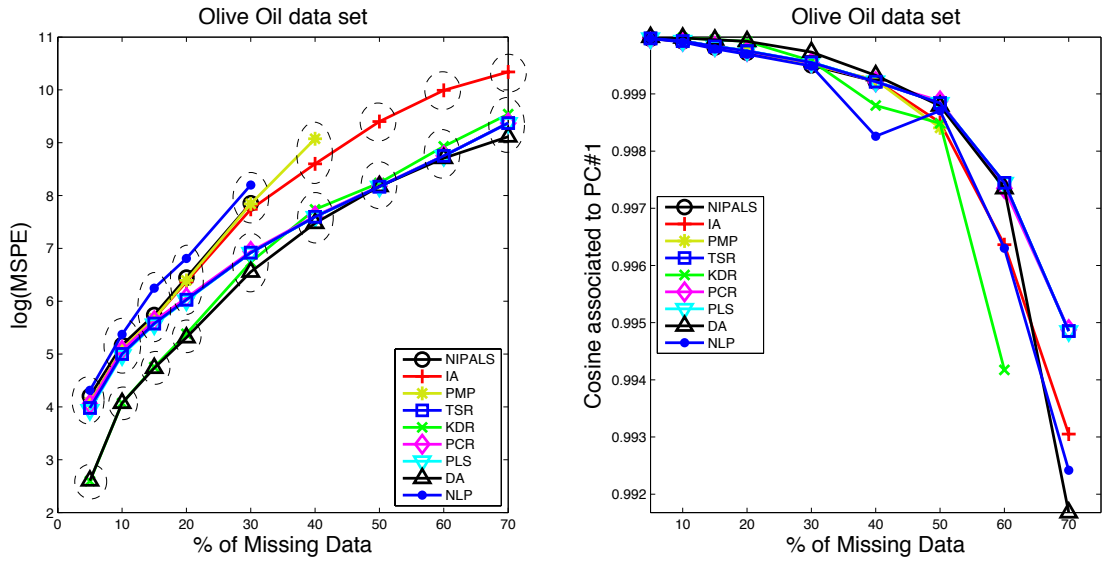 Olive Oil data set
11
10
9
8
7
6
5
4
3
2
log(MSPE)
0
10
20
30
40
50
60
70
% of Missing Data
NIPALS
IA
PMP
TSR
KDR
PCR
PLS
DA
NLP
Olive Oil data set
0.999
0.998
0.997
0.996
0.995
0.994
0.993
0.992
Cosine associated to PC#1
10
20
30
40
50
60
70
% of Missing Data
NIPALS
IA
PMP
TSR
KDR
PCR
PLS
DA
NLP